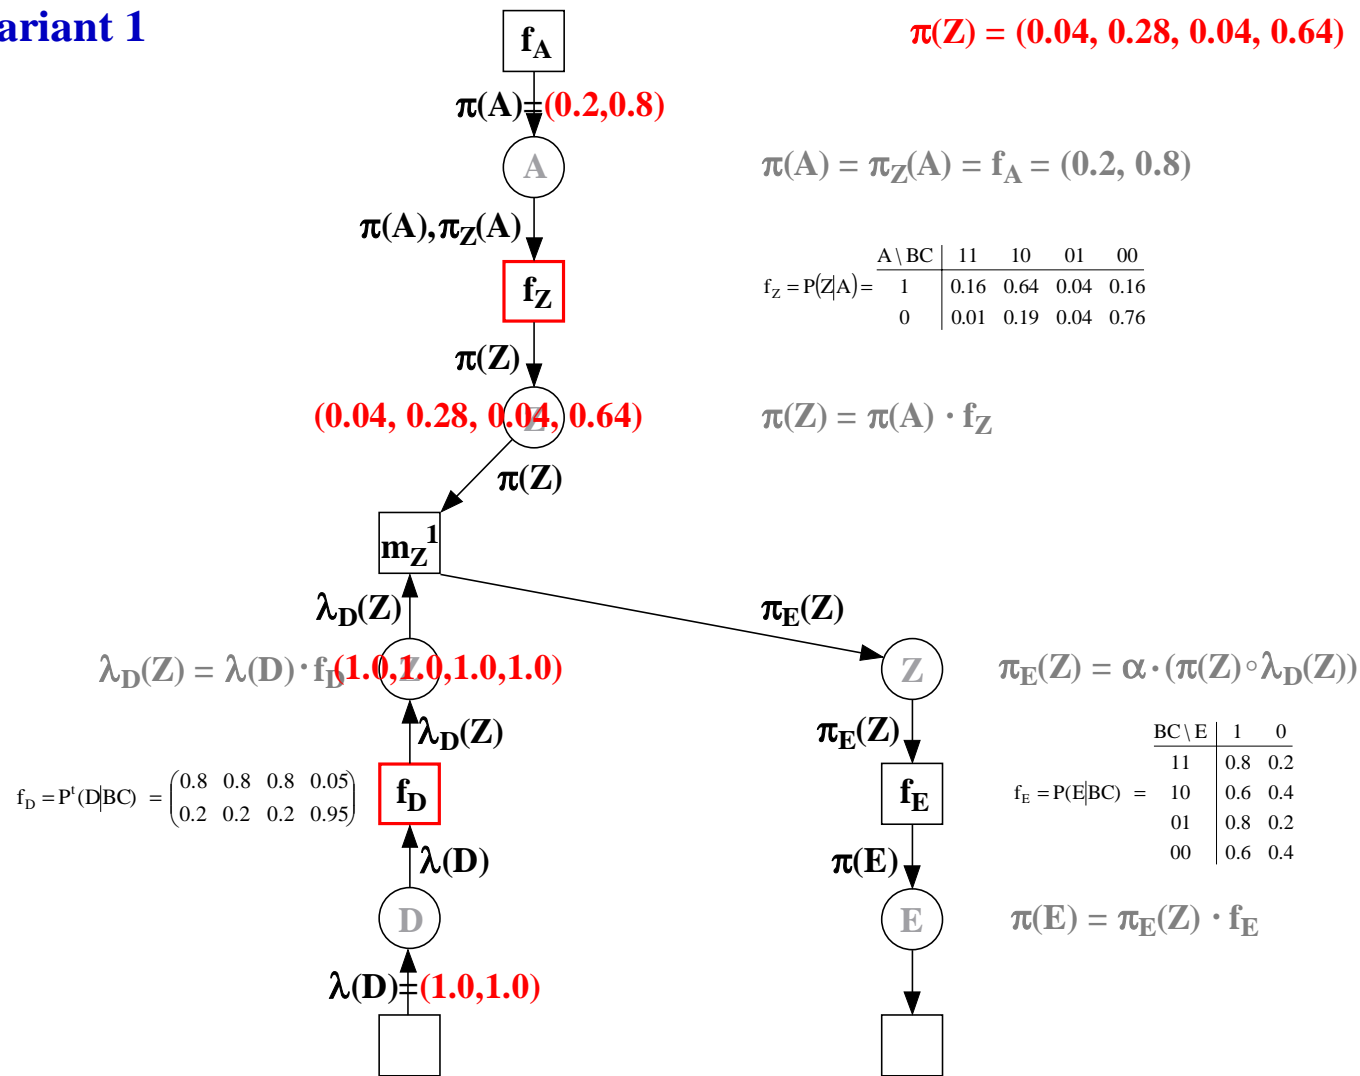 ariant 1
π(Z) = (0.04, 0.28, 0.04, 0.64)
f_A
π(A)=(0.2,0.8)
A
π(A) = π_Z(A) = f_A = (0.2, 0.8)
π(A),π_Z(A)
f_Z
f_Z = P(Z|A) =
A \ BC 11 10 01 00
1 0.16 0.64 0.04 0.16
0 0.01 0.19 0.04 0.76
π(Z)
(0.04, 0.28, 0.04, 0.64)
Z
π(Z) = π(A) · f_Z
π(Z)
m_Z^1
λ_D(Z)
π_E(Z)
λ_D(Z) = λ(D) · f_D
(1.0,1.0,1.0,1.0)
Z
Z
π_E(Z) = α·(π(Z)∘λ_D(Z))
λ_D(Z)
π_E(Z)
f_D = P^t(D|BC) =
0.8 0.8 0.8 0.05
0.2 0.2 0.2 0.95
f_D
f_E
f_E = P(E|BC) =
BC \ E 1 0
11 0.8 0.2
10 0.6 0.4
01 0.8 0.2
00 0.6 0.4
λ(D)
π(E)
D
E
π(E) = π_E(Z) · f_E
λ(D)=(1.0,1.0)